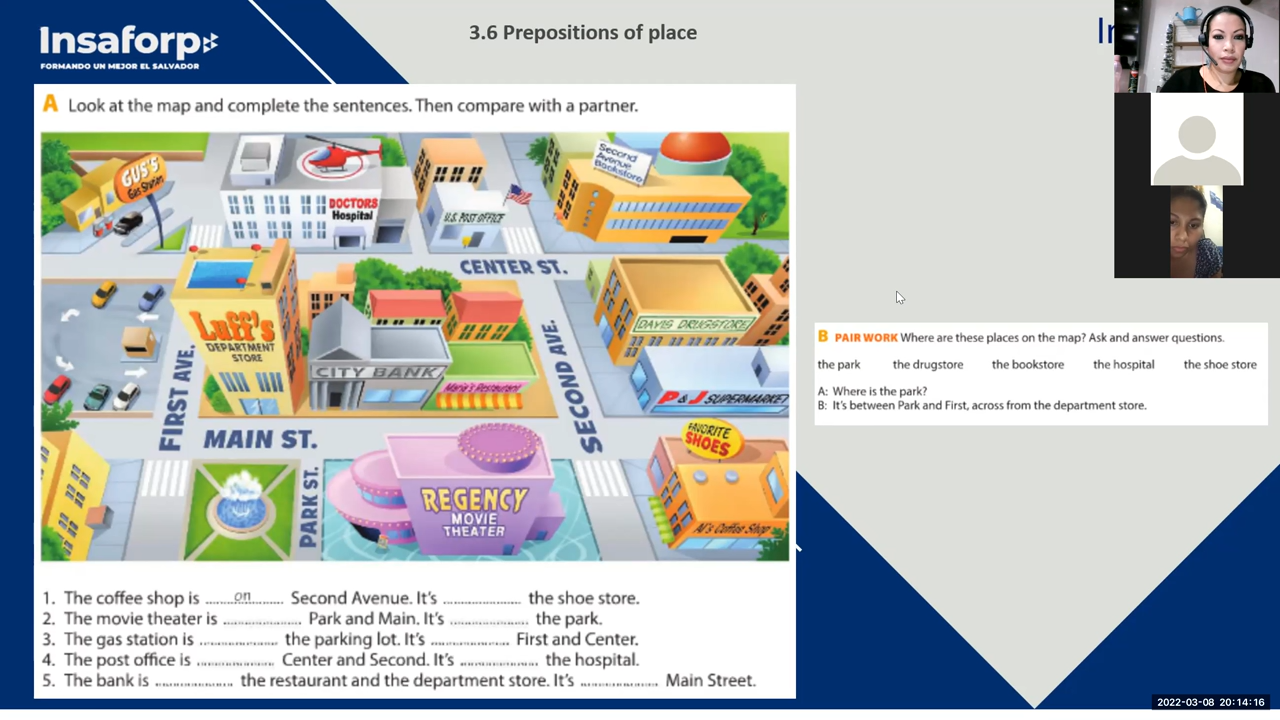 Insaforp
FORMANDO UN MEJOR EL SALVADOR
3.6 Prepositions of place
In
A Look at the map and complete the sentences. Then compare with a partner.
GUS'S
Gas Station
DOCTORS
Hospital
U.S. POST OFFICE
Second
Avenue
Bookstore
CENTER ST.
Luff's
DEPARTMENT
STORE
CITY BANK
Maria's Restaurant
DAVIS DRUGSTORE
P & J SUPERMARKET
FIRST AVE.
SECOND AVE.
MAIN ST.
PARK ST.
REGENCY
MOVIE
THEATER
FAVORITE
SHOES
Al's Coffee Shop
1. The coffee shop is ......on...... Second Avenue. It's .................... the shoe store.
2. The movie theater is .................... Park and Main. It's .................... the park.
3. The gas station is .................... the parking lot. It's .................... First and Center.
4. The post office is .................... Center and Second. It's .................... the hospital.
5. The bank is .................... the restaurant and the department store. It's .................... Main Street.
B PAIR WORK Where are these places on the map? Ask and answer questions.
the park the drugstore the bookstore the hospital the shoe store
A: Where is the park?
B: It's between Park and First, across from the department store.
2022-03-08 20:14:16